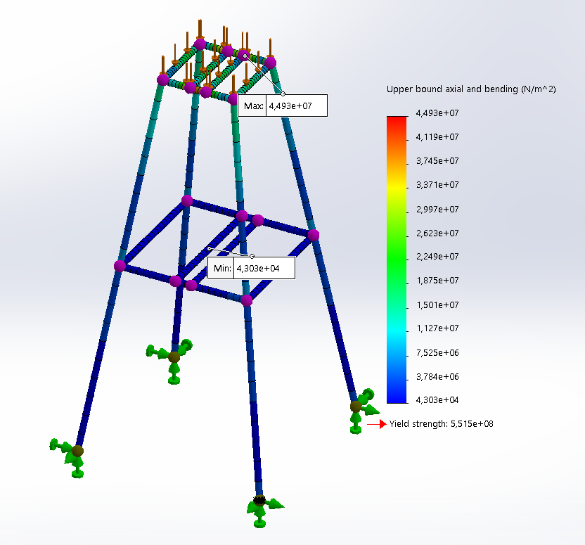 Max: 4,493e+07
Upper bound axial and bending (N/m^2)
4,493e+07
4,119e+07
3,745e+07
3,371e+07
2,997e+07
2,623e+07
2,249e+07
1,875e+07
1,501e+07
1,127e+07
7,525e+06
3,784e+06
4,303e+04
Min: 4,303e+04
Yield strength: 5,515e+08